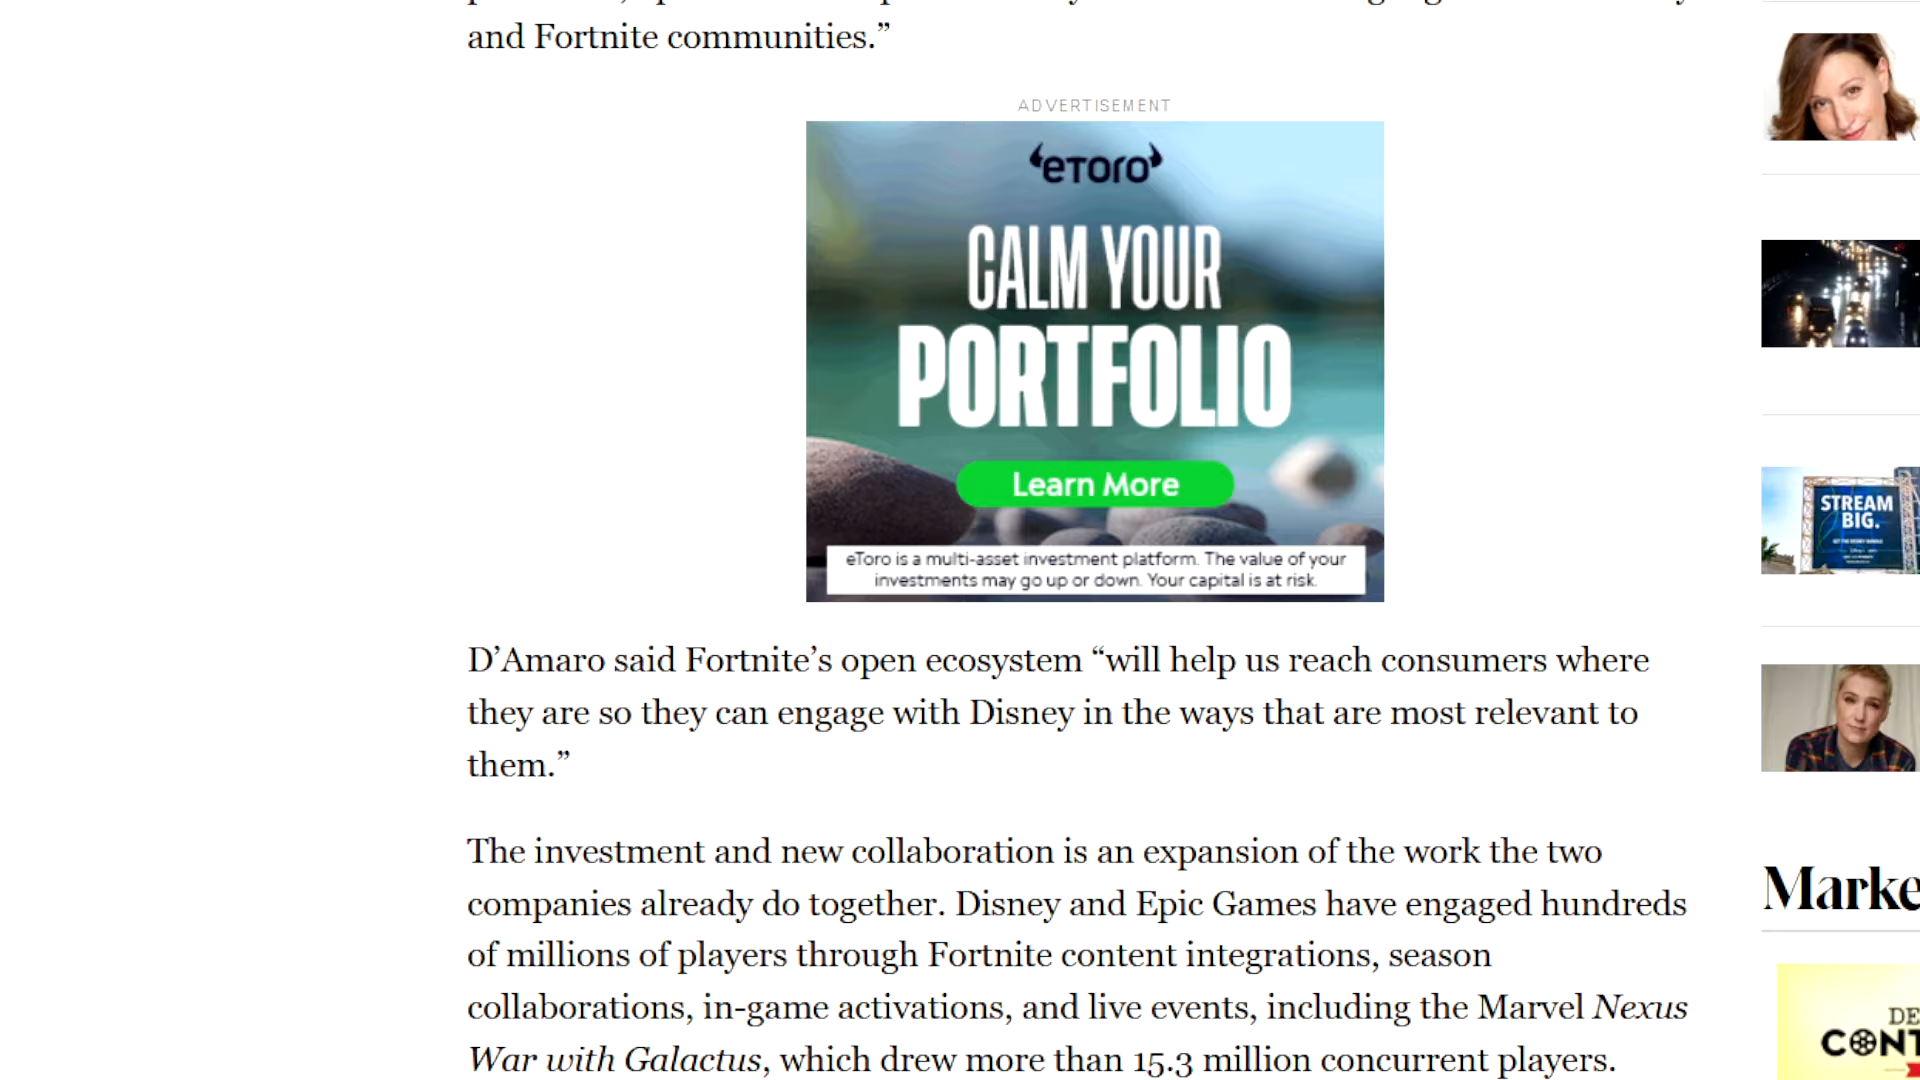 and Fortnite communities.”
ADVERTISEMENT
eToro
CALM YOUR
PORTFOLIO
Learn More
eToro is a multi-asset investment platform. The value of your
investments may go up or down. Your capital is at risk.
D’Amaro said Fortnite’s open ecosystem “will help us reach consumers where
they are so they can engage with Disney in the ways that are most relevant to
them.”
The investment and new collaboration is an expansion of the work the two
companies already do together. Disney and Epic Games have engaged hundreds
of millions of players through Fortnite content integrations, season
collaborations, in-game activations, and live events, including the Marvel Nexus
War with Galactus, which drew more than 15.3 million concurrent players.
STREAM
BIG.
Marke
DE
CONT